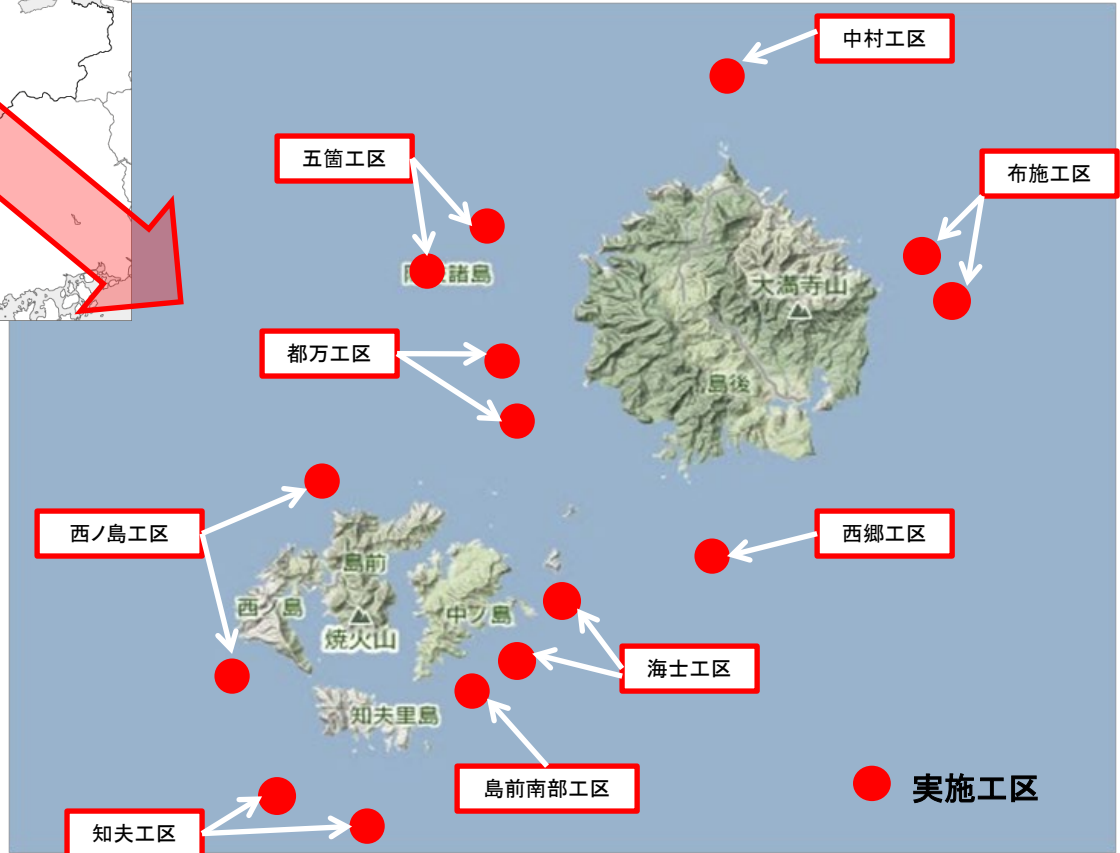 中村工区
五箇工区
布施工区
諸島
大満寺山
都万工区
島後
西ノ島工区
西郷工区
島前
西ノ島
中ノ島
焼火山
海士工区
知夫里島
島前南部工区
実施工区
知夫工区